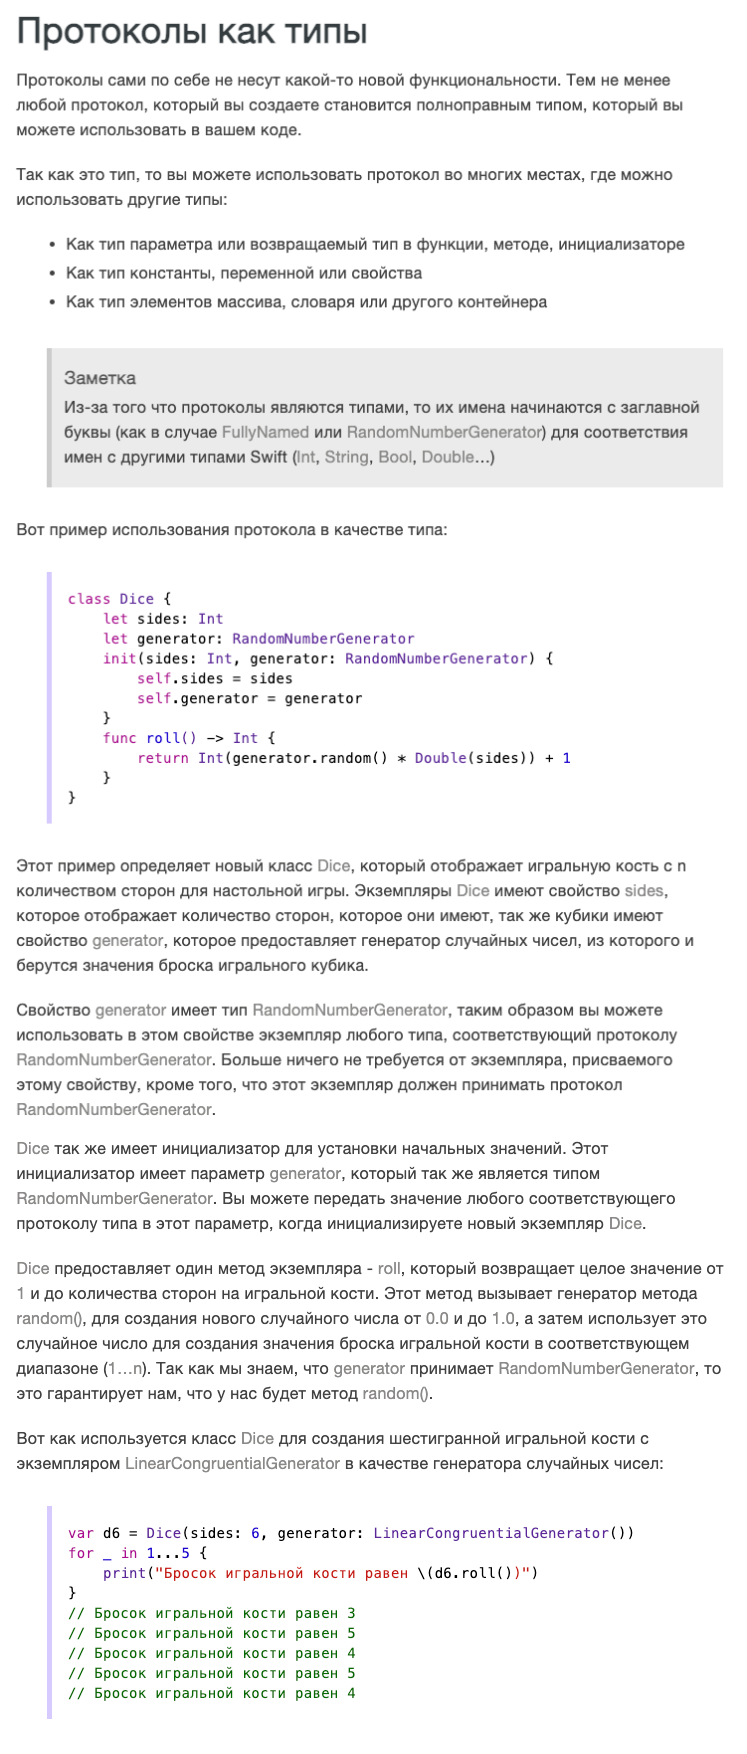 Протоколы как типы
Протоколы сами по себе не несут какой-то новой функциональности. Тем не менее
любой протокол, который вы создаете становится полноправным типом, который вы
можете использовать в вашем коде.
Так как это тип, то вы можете использовать протокол во многих местах, где можно
использовать другие типы:
• Как тип параметра или возвращаемый тип в функции, методе, инициализаторе
• Как тип константы, переменной или свойства
• Как тип элементов массива, словаря или другого контейнера
Заметка
Из-за того что протоколы являются типами, то их имена начинаются с заглавной
буквы (как в случае FullyNamed или RandomNumberGenerator) для соответствия
имен с другими типами Swift (Int, String, Bool, Double...)
Вот пример использования протокола в качестве типа:
class Dice {
    let sides: Int
    let generator: RandomNumberGenerator
    init(sides: Int, generator: RandomNumberGenerator) {
        self.sides = sides
        self.generator = generator
    }
    func roll() -> Int {
        return Int(generator.random() * Double(sides)) + 1
    }
}
Этот пример определяет новый класс Dice, который отображает игральную кость с n
количеством сторон для настольной игры. Экземпляры Dice имеют свойство sides,
которое отображает количество сторон, которое они имеют, так же кубики имеют
свойство generator, которое предоставляет генератор случайных чисел, из которого и
берутся значения броска игрального кубика.
Свойство generator имеет тип RandomNumberGenerator, таким образом вы можете
использовать в этом свойстве экземпляр любого типа, соответствующий протоколу
RandomNumberGenerator. Больше ничего не требуется от экземпляра, присваемого
этому свойству, кроме того, что этот экземпляр должен принимать протокол
RandomNumberGenerator.
Dice так же имеет инициализатор для установки начальных значений. Этот
инициализатор имеет параметр generator, который так же является типом
RandomNumberGenerator. Вы можете передать значение любого соответствующего
протоколу типа в этот параметр, когда инициализируете новый экземпляр Dice.
Dice предоставляет один метод экземпляра - roll, который возвращает целое значение от
1 и до количества сторон на игральной кости. Этот метод вызывает генератор метода
random(), для создания нового случайного числа от 0.0 и до 1.0, а затем использует это
случайное число для создания значения броска игральной кости в соответствующем
диапазоне (1...n). Так как мы знаем, что generator принимает RandomNumberGenerator, то
это гарантирует нам, что у нас будет метод random().
Вот как используется класс Dice для создания шестигранной игральной кости с
экземпляром LinearCongruentialGenerator в качестве генератора случайных чисел:
var d6 = Dice(sides: 6, generator: LinearCongruentialGenerator())
for _ in 1...5 {
    print("Бросок игральной кости равен \(d6.roll())")
}
// Бросок игральной кости равен 3
// Бросок игральной кости равен 5
// Бросок игральной кости равен 4
// Бросок игральной кости равен 5
// Бросок игральной кости равен 4